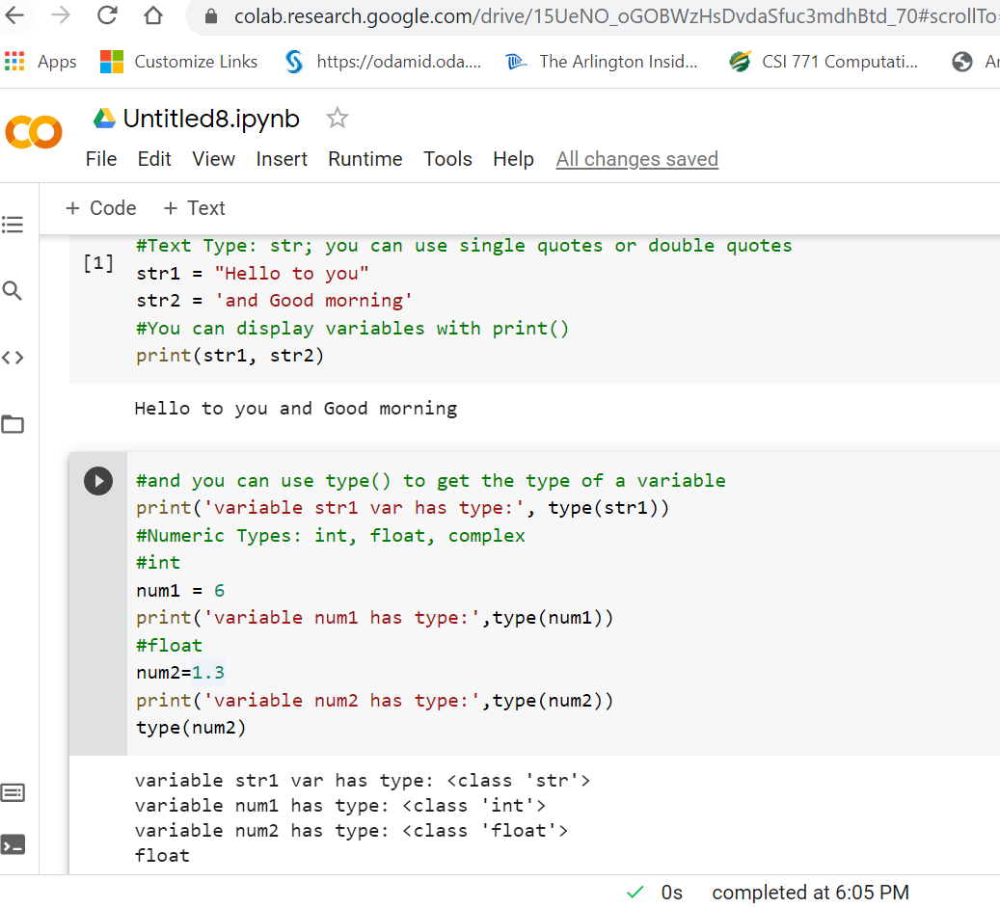 colab.research.google.com/drive/15UeNO_oGOBWzHsDvdaSfuc3mdhBtd_70#scrollTo=
Apps Customize Links https://odamid.oda.... The Arlington Insid... CSI 771 Computati...
Untitled8.ipynb
File Edit View Insert Runtime Tools Help All changes saved
+ Code + Text
#Text Type: str; you can use single quotes or double quotes
[1]
str1 = "Hello to you"
str2 = 'and Good morning'
#You can display variables with print()
print(str1, str2)
Hello to you and Good morning
#and you can use type() to get the type of a variable
print('variable str1 var has type:', type(str1))
#Numeric Types: int, float, complex
#int
num1 = 6
print('variable num1 has type:',type(num1))
#float
num2=1.3
print('variable num2 has type:',type(num2))
type(num2)
variable str1 var has type: <class 'str'>
variable num1 has type: <class 'int'>
variable num2 has type: <class 'float'>
float
0s completed at 6:05 PM